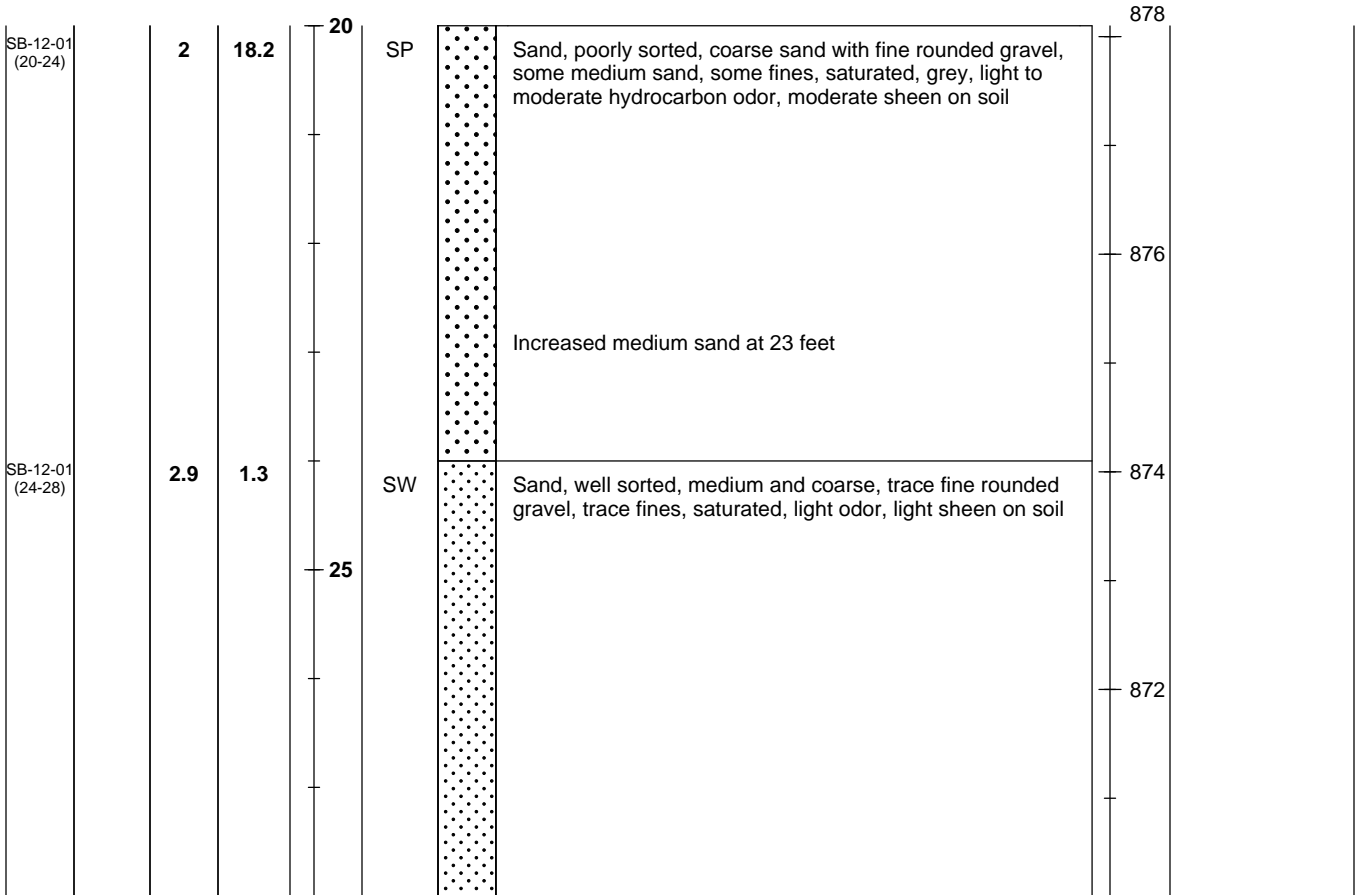 878
20
SB-12-01
(20-24)
2
18.2
SP
Sand, poorly sorted, coarse sand with fine rounded gravel,
some medium sand, some fines, saturated, grey, light to
moderate hydrocarbon odor, moderate sheen on soil
876
Increased medium sand at 23 feet
SB-12-01
(24-28)
2.9
1.3
SW
Sand, well sorted, medium and coarse, trace fine rounded
gravel, trace fines, saturated, light odor, light sheen on soil
874
25
872